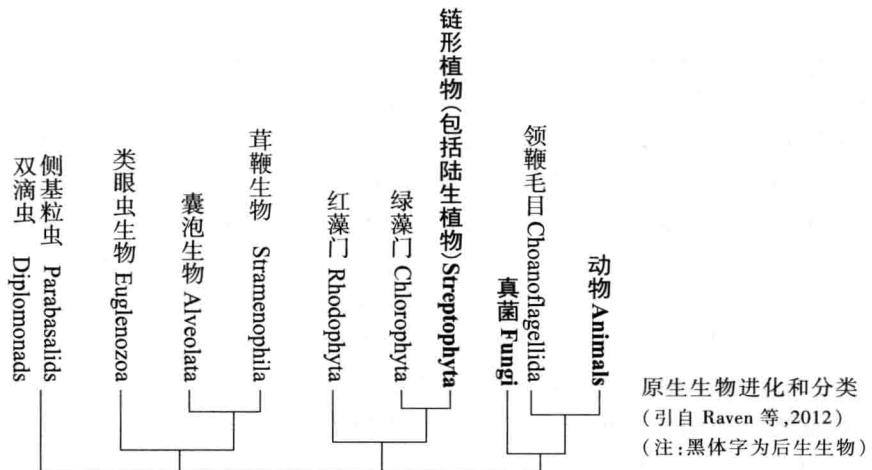 双滴虫 Diplomonads
侧基粒虫 Parabasalids
类眼虫生物 Euglenozoa
囊泡生物 Alveolata
茸鞭生物 Stramenophila
红藻门 Rhodophyta
绿藻门 Chlorophyta
链形植物(包括陆生植物)Streptophyta
真菌 Fungi
领鞭毛目 Choanoflagellida
动物 Animals
原生生物进化和分类
(引自 Raven 等,2012)
(注:黑体字为后生生物)